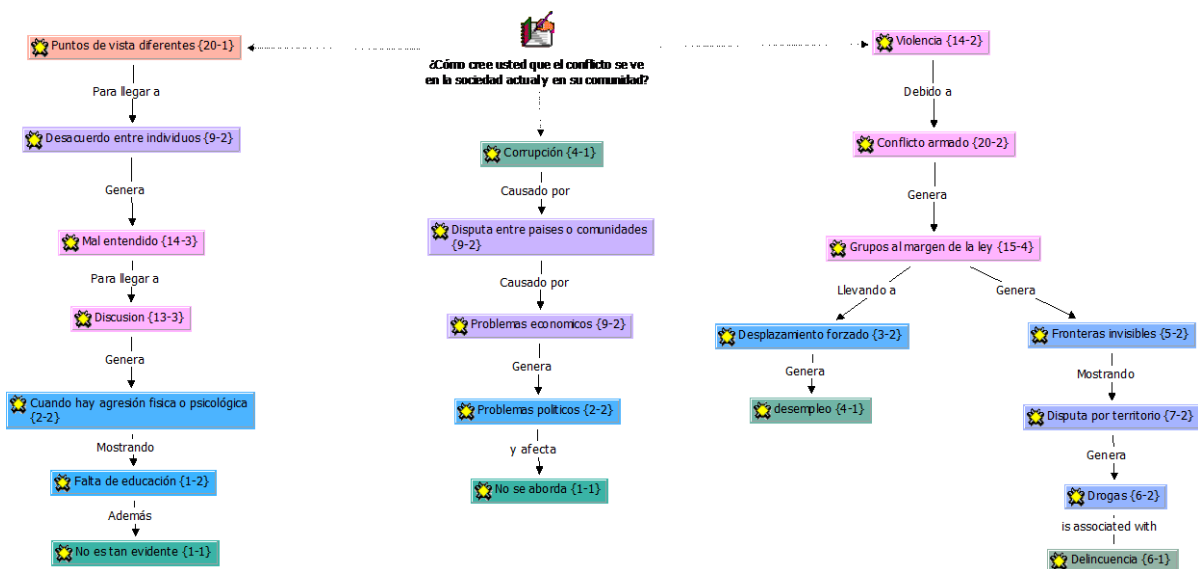 ¿Cómo cree usted que el conflicto se ve
en la sociedad actual y en su comunidad?
Puntos de vista diferentes {20-1}
Para llegar a
Desacuerdo entre individuos {9-2}
Genera
Mal entendido {14-3}
Para llegar a
Discusion {13-3}
Genera
Cuando hay agresión fisica o psicológica
{2-2}
Mostrando
Falta de educación {1-2}
Además
No es tan evidente {1-1}
Corrupción {4-1}
Causado por
Disputa entre paises o comunidades
{9-2}
Causado por
Problemas economicos {9-2}
Genera
Problemas politicos {2-2}
y afecta
No se aborda {1-1}
Violencia {14-2}
Debido a
Conflicto armado {20-2}
Genera
Grupos al margen de la ley {15-4}
Llevando a
Desplazamiento forzado {3-2}
Genera
desempleo {4-1}
Genera
Fronteras invisibles {5-2}
Mostrando
Disputa por territorio {7-2}
Genera
Drogas {6-2}
is associated with
Delincuencia {6-1}